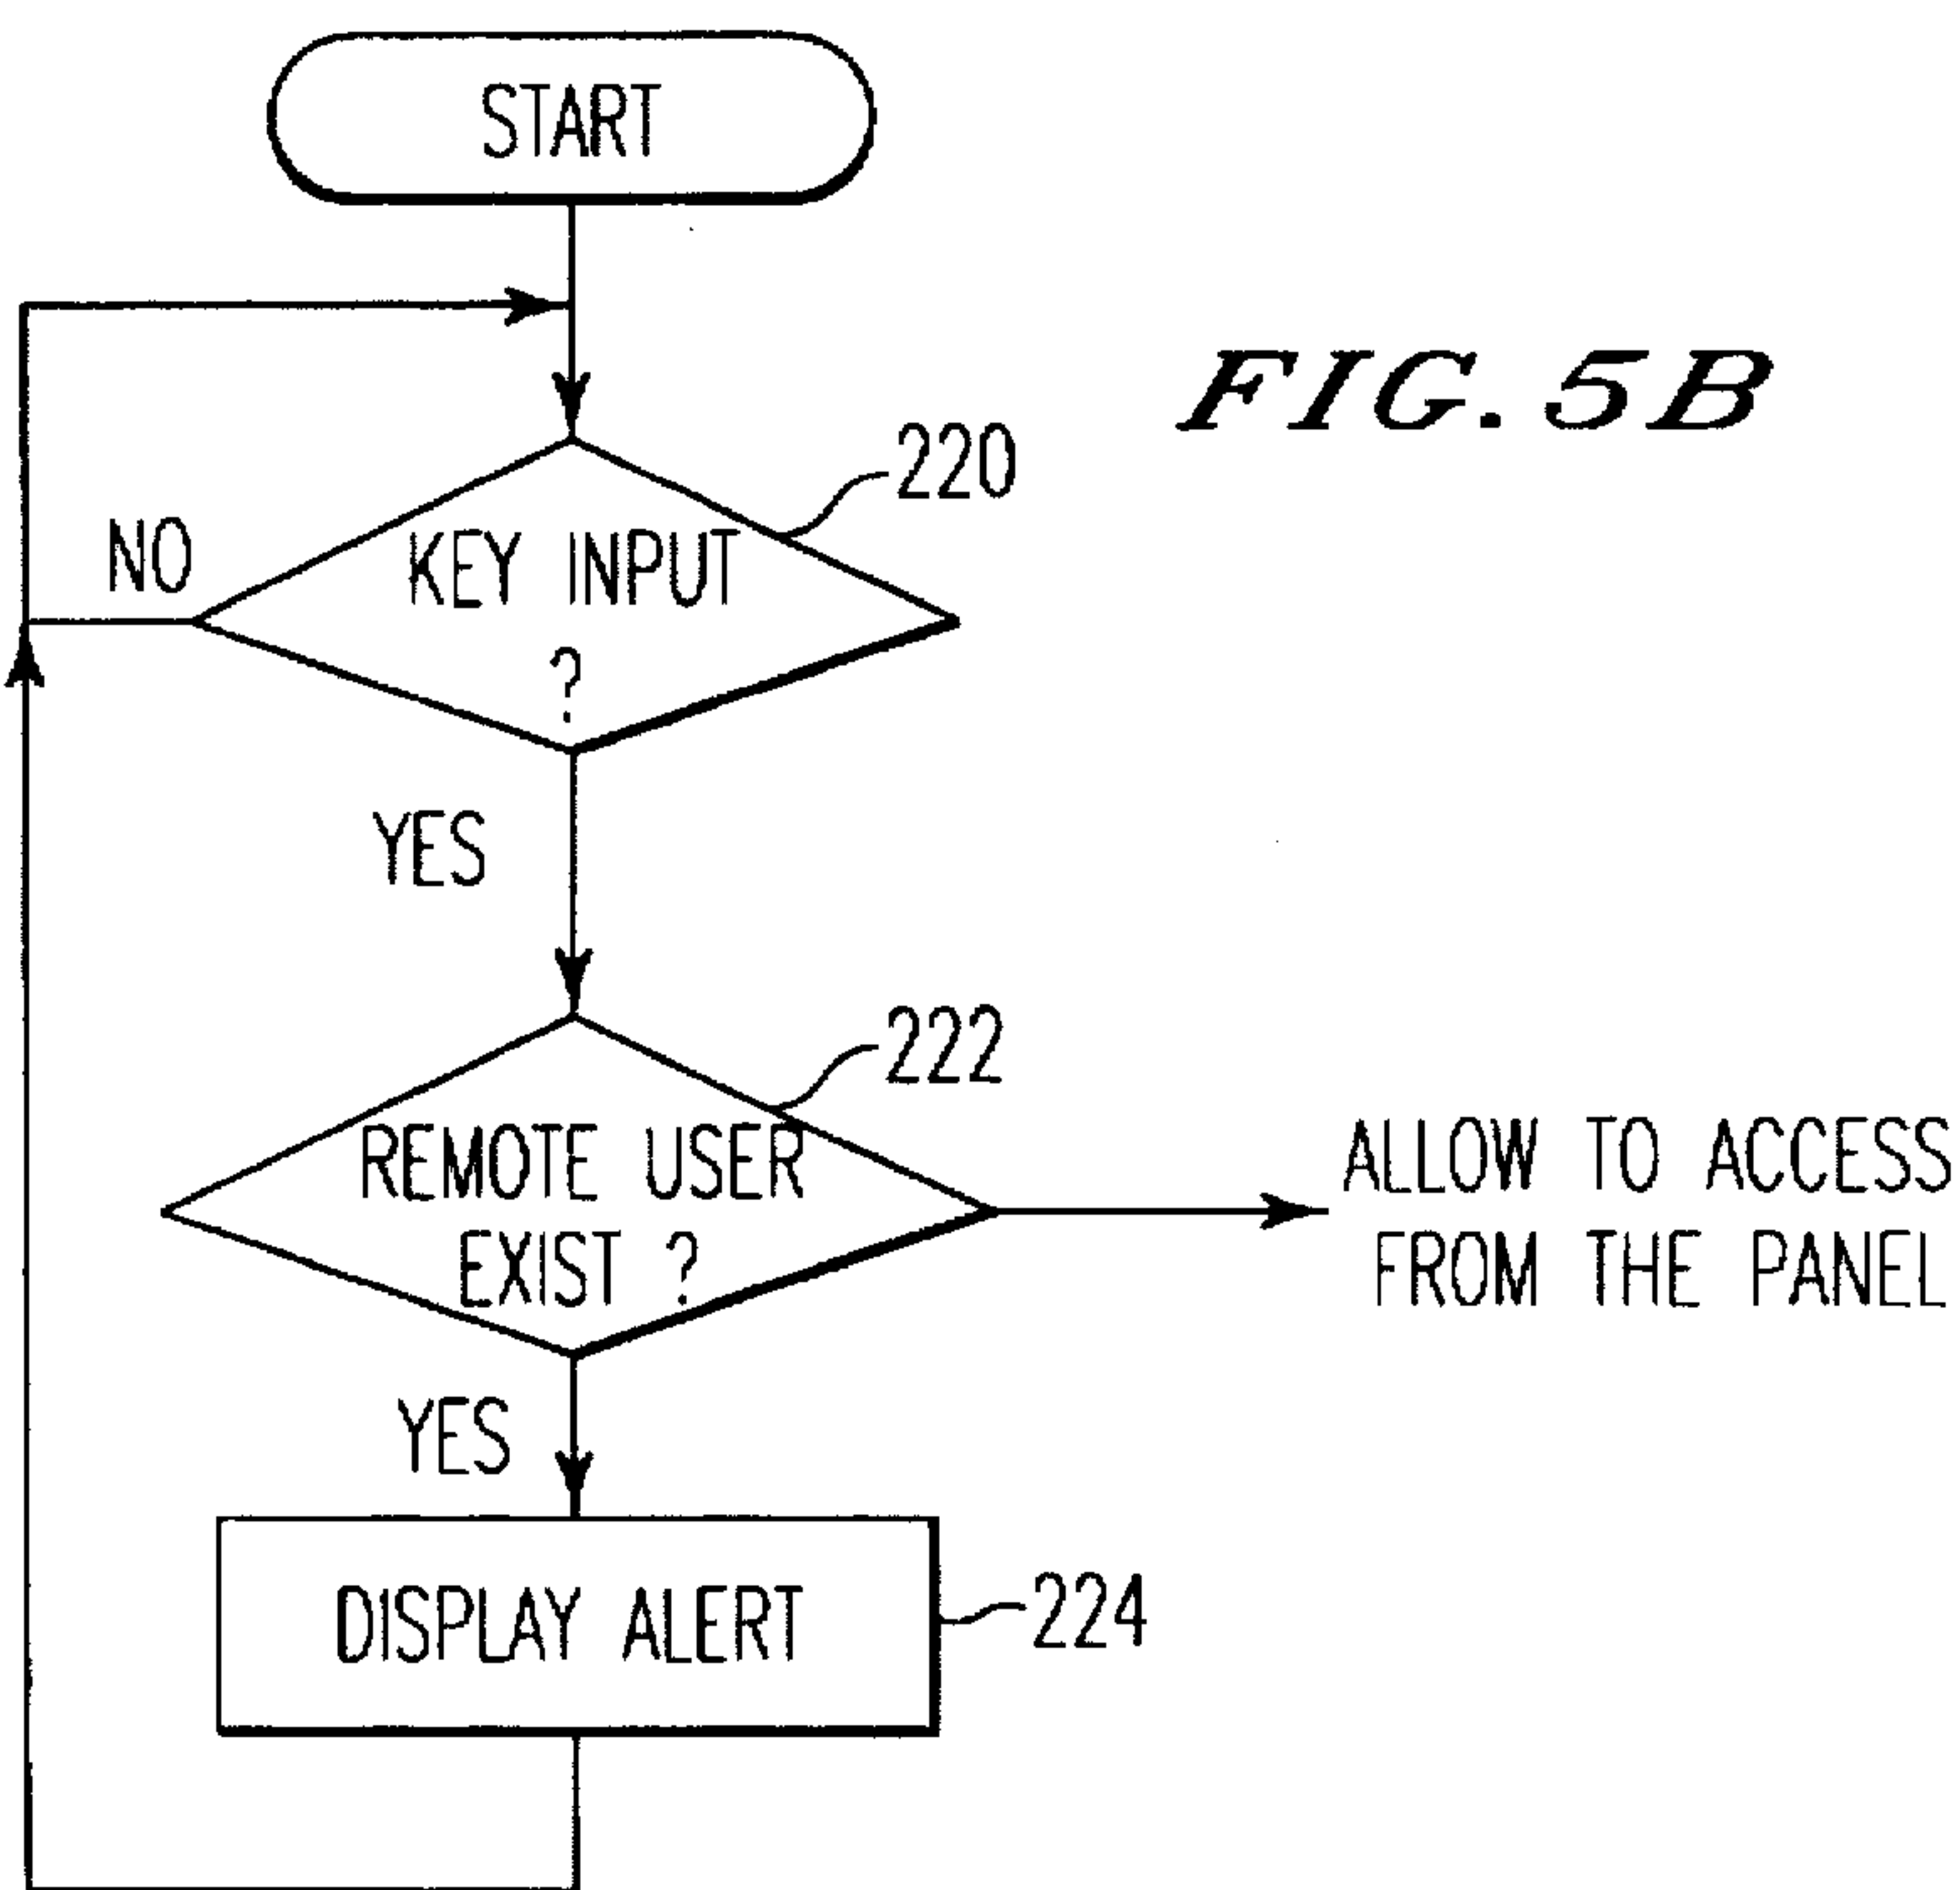 START
FIG. 5B
220
NO
KEY INPUT
?
YES
222
REMOTE USER
EXIST ?
ALLOW TO ACCESS
FROM THE PANEL
YES
DISPLAY ALERT
224